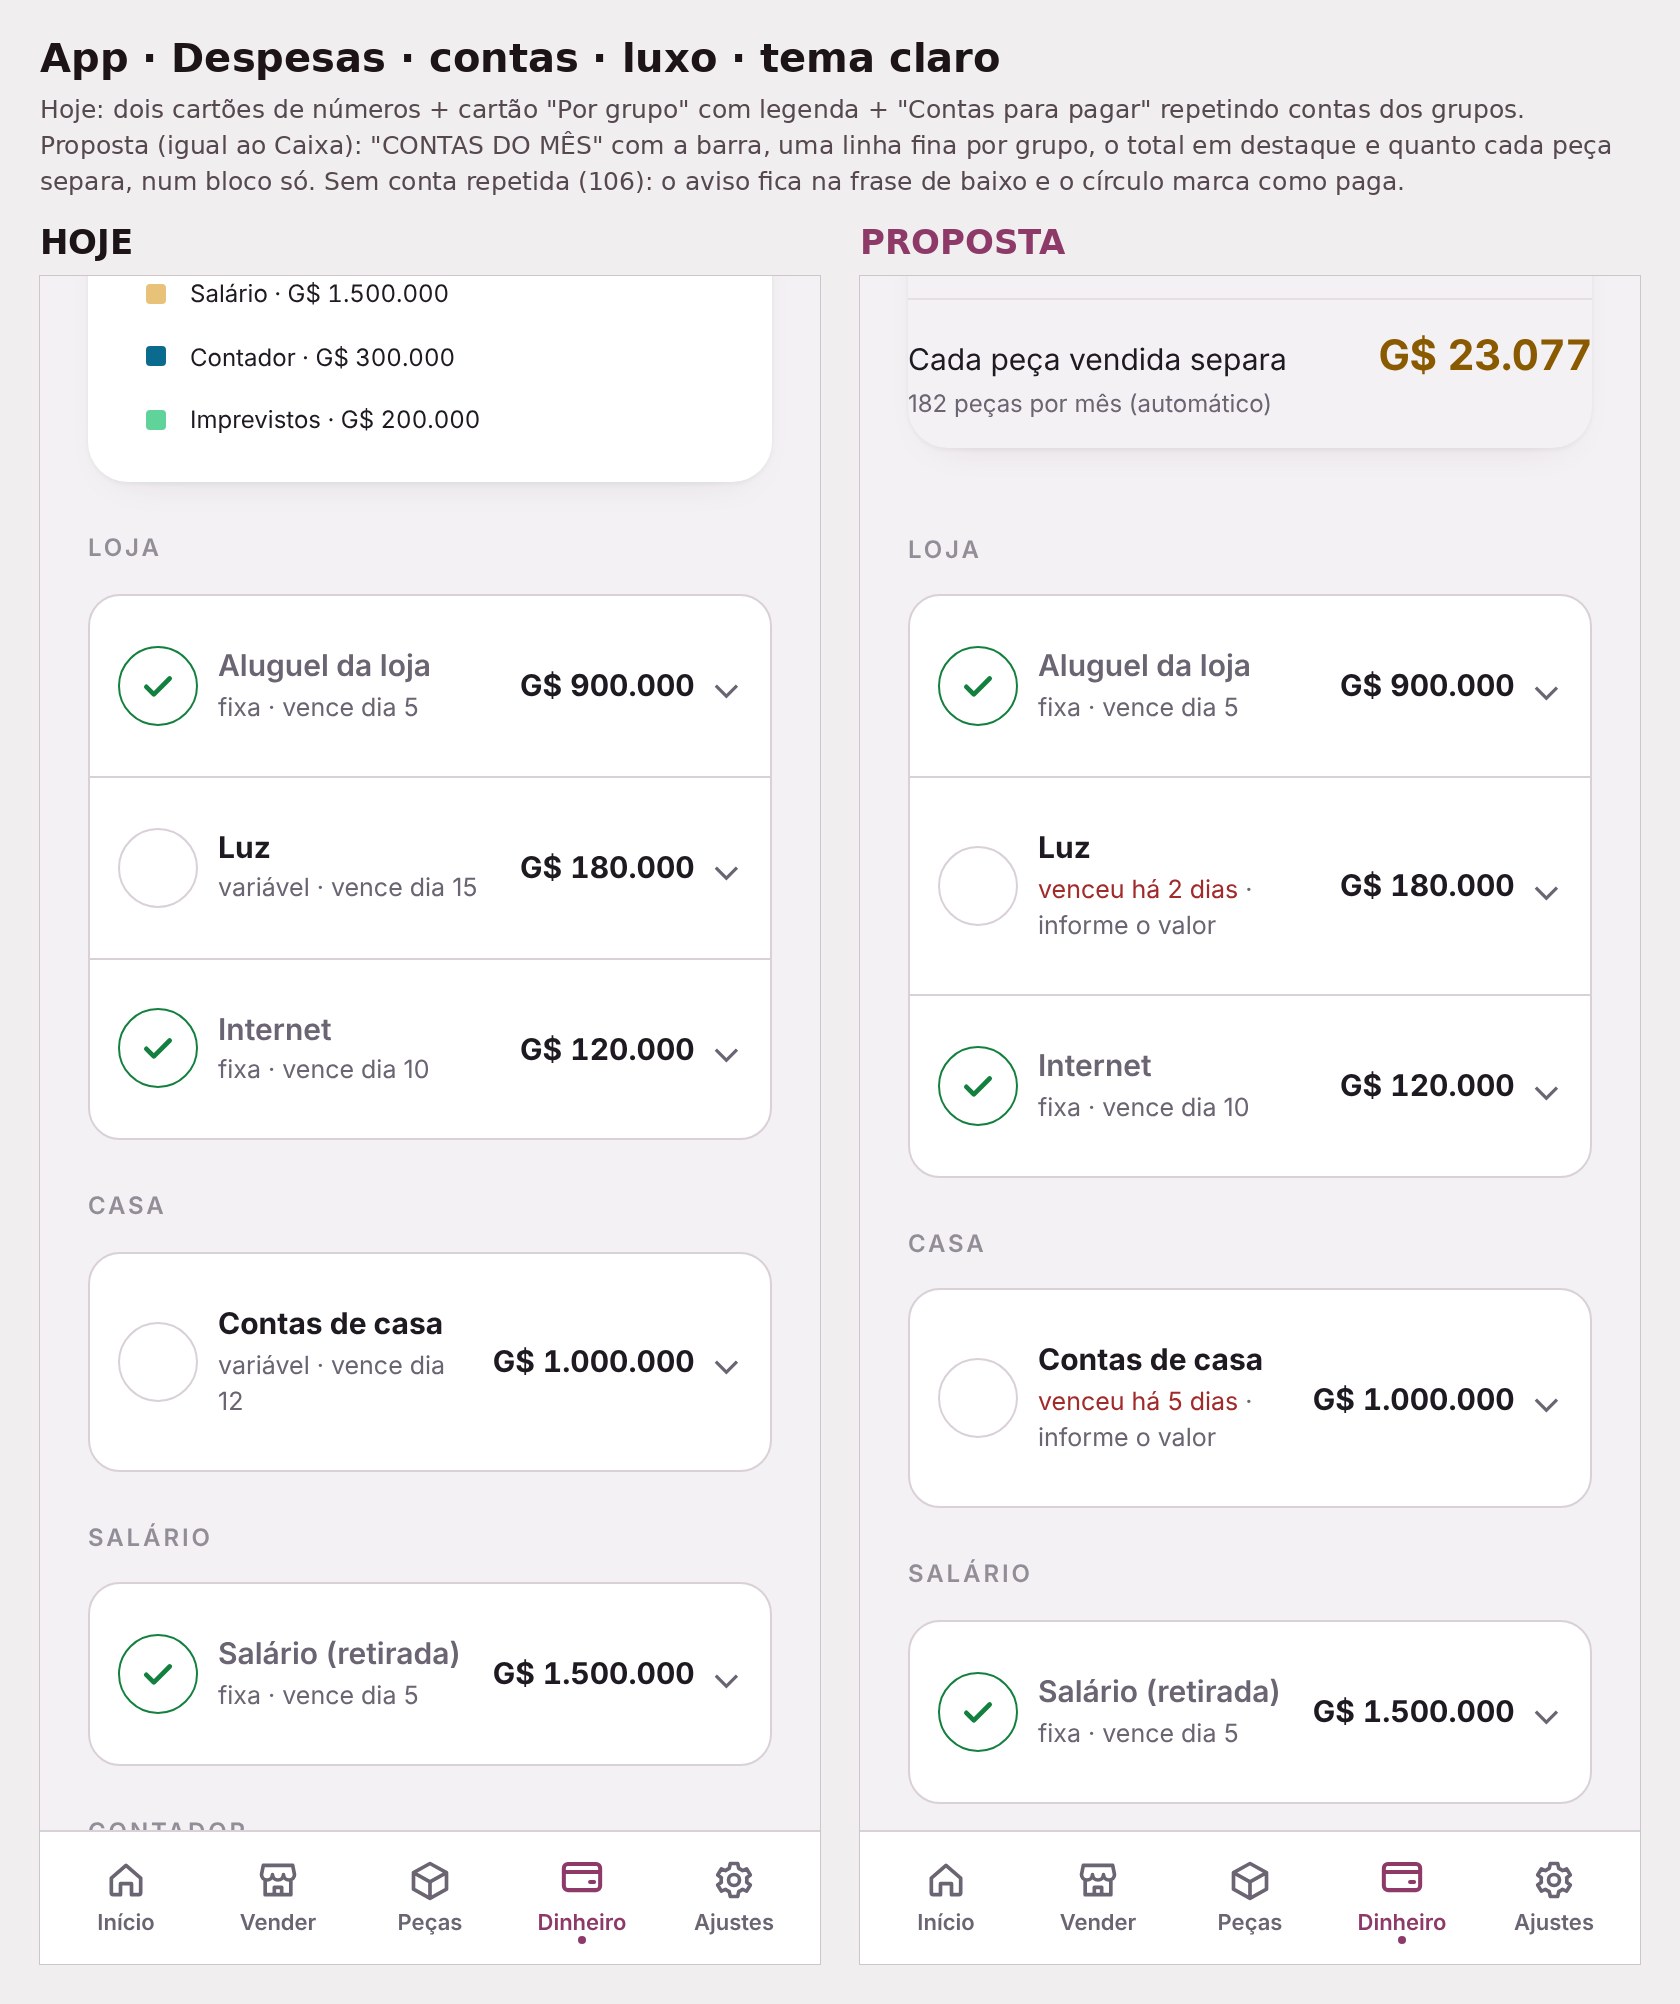 App · Despesas · contas · luxo · tema claro
Hoje: dois cartões de números + cartão "Por grupo" com legenda + "Contas para pagar" repetindo contas dos grupos.
Proposta (igual ao Caixa): "CONTAS DO MÊS" com a barra, uma linha fina por grupo, o total em destaque e quanto cada peça
separa, num bloco só. Sem conta repetida (106): o aviso fica na frase de baixo e o círculo marca como paga.
HOJE
Salário · G$ 1.500.000
Contador · G$ 300.000
Imprevistos · G$ 200.000
LOJA
Aluguel da loja
fixa · vence dia 5
G$ 900.000
Luz
variável · vence dia 15
G$ 180.000
Internet
fixa · vence dia 10
G$ 120.000
CASA
Contas de casa
variável · vence dia
12
G$ 1.000.000
SALÁRIO
Salário (retirada)
fixa · vence dia 5
G$ 1.500.000
CONTADOR
Início
Vender
Peças
Dinheiro
Ajustes
PROPOSTA
Cada peça vendida separa
G$ 23.077
182 peças por mês (automático)
LOJA
Aluguel da loja
fixa · vence dia 5
G$ 900.000
Luz
venceu há 2 dias ·
informe o valor
G$ 180.000
Internet
fixa · vence dia 10
G$ 120.000
CASA
Contas de casa
venceu há 5 dias ·
informe o valor
G$ 1.000.000
SALÁRIO
Salário (retirada)
fixa · vence dia 5
G$ 1.500.000
Início
Vender
Peças
Dinheiro
Ajustes